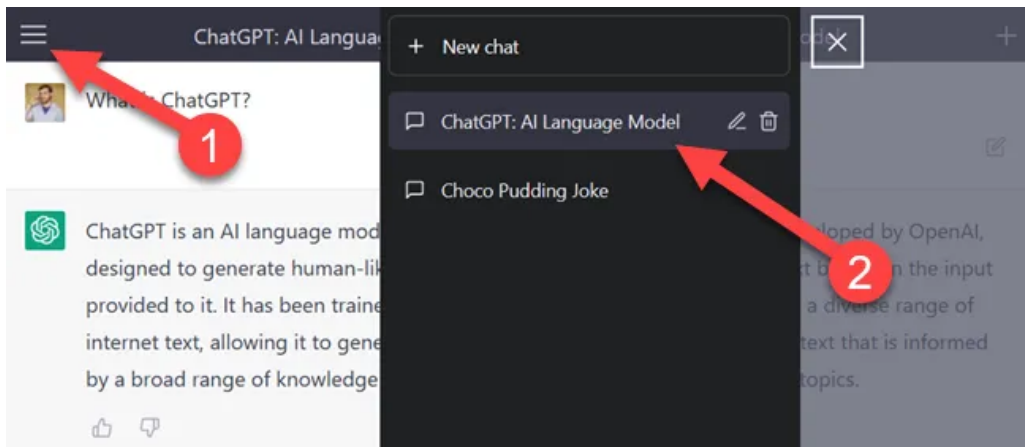 ChatGPT: AI Langua
What's ChatGPT?
1
ChatGPT is an AI language mod
designed to generate human-lik
provided to it. It has been traine
internet text, allowing it to gene
by a broad range of knowledge
+ New chat
ChatGPT: AI Language Model
Choco Pudding Joke
2
del
eloped by OpenAI,
n the input
a diverse range of
text that is informed
topics.